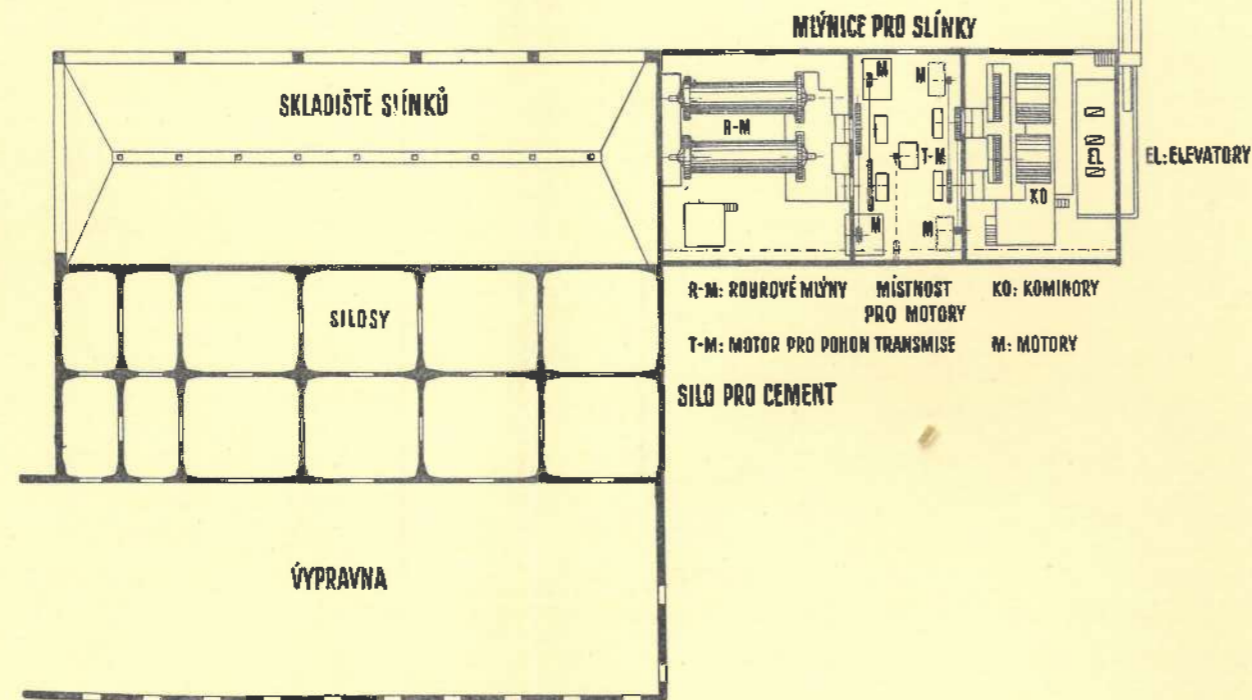 MLÝNICE PRO SLÍNKY
SKLADIŠTĚ SLÍNKŮ
M
M
R-M
T-M
EL
EL: ELEVATORY
KO
M
M
R-M: ROUROVÉ MLÝNY
MÍSTNOST
PRO MOTORY
KO: KOMINORY
T-M: MOTOR PRO POHON TRANSMISE
M: MOTORY
SILOSY
SILO PRO CEMENT
VÝPRAVNA